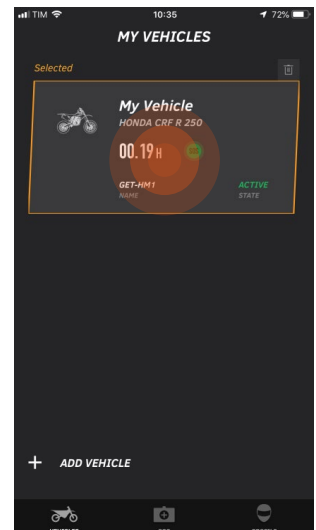 TIM 10:35 72%
MY VEHICLES
Selected
My Vehicle
HONDA CRF R 250
00.19 H
GET-HM1 ACTIVE
NAME STATE
+ ADD VEHICLE